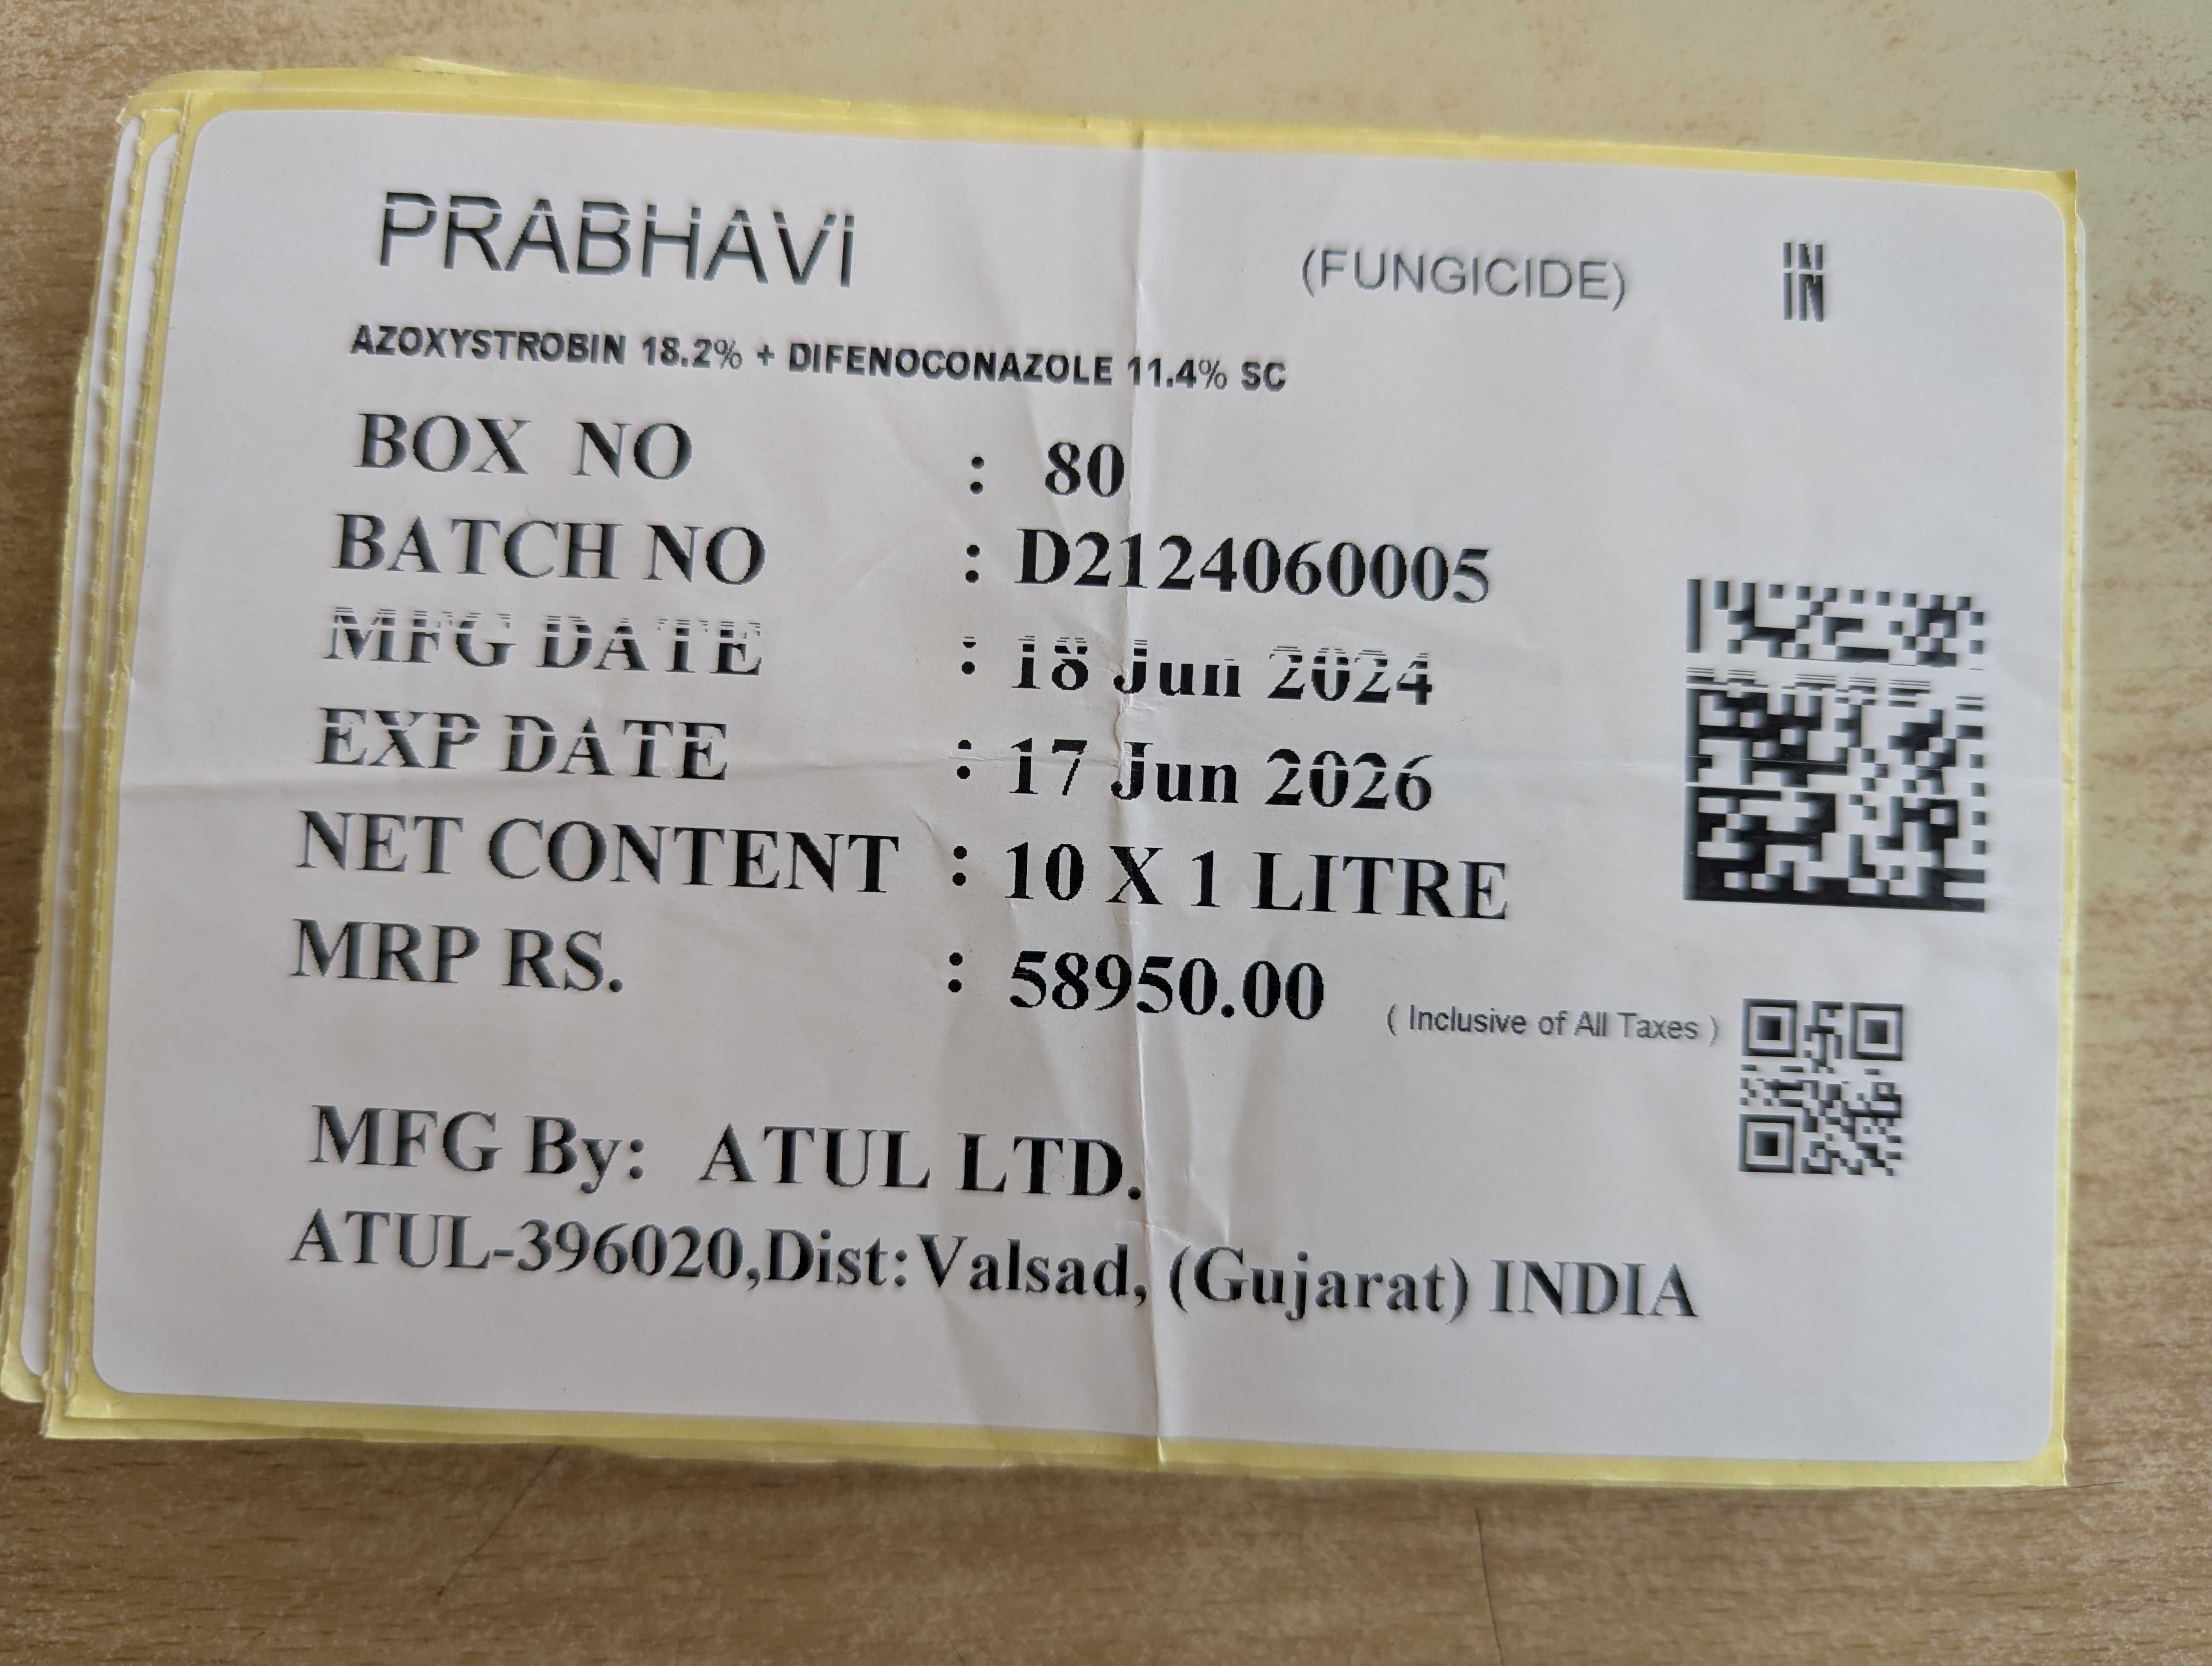 PRABHAVI (FUNGICIDE) IN
AZOXYSTROBIN 18.2% + DIFENOCONAZOLE 11.4% SC
BOX NO : 80
BATCH NO : D2124060005
MFG DATE : 18 Jun 2024
EXP DATE : 17 Jun 2026
NET CONTENT : 10 X 1 LITRE
MRP RS. : 58950.00 ( Inclusive of All Taxes )
MFG By: ATUL LTD.
ATUL-396020,Dist:Valsad, (Gujarat) INDIA